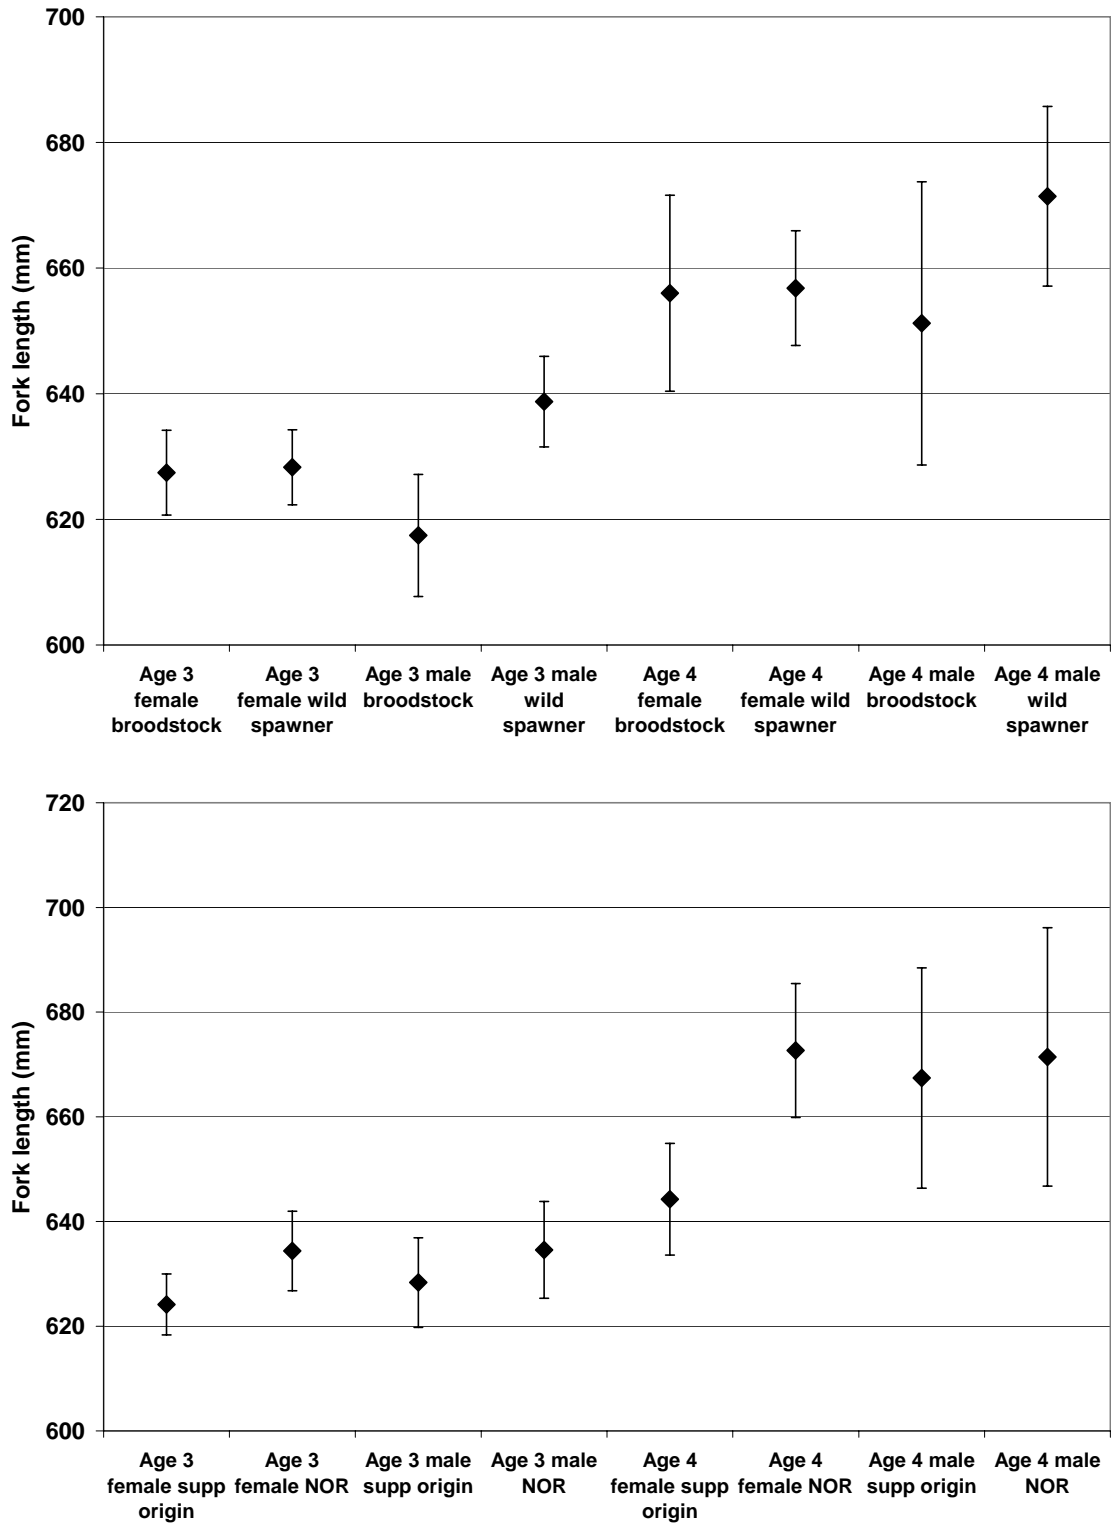 700
680
660
640
620
600
Fork length (mm)
Age 3 female broodstock
Age 3 female wild spawner
Age 3 male broodstock
Age 3 male wild spawner
Age 4 female broodstock
Age 4 female wild spawner
Age 4 male broodstock
Age 4 male wild spawner
720
700
680
660
640
620
600
Fork length (mm)
Age 3 female supp origin
Age 3 female NOR
Age 3 male supp origin
Age 3 male NOR
Age 4 female supp origin
Age 4 female NOR
Age 4 male supp origin
Age 4 male NOR